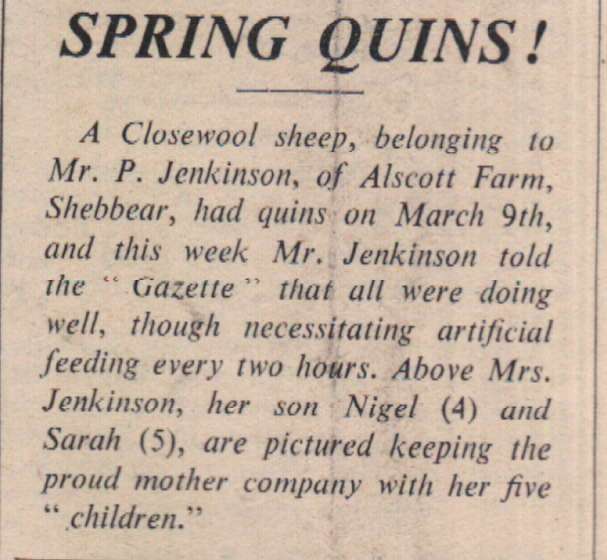 SPRING QUINS!
A Closewool sheep, belonging to
Mr. P. Jenkinson, of Alscott Farm,
Shebbear, had quins on March 9th,
and this week Mr. Jenkinson told
the “ Gazette ” that all were doing
well, though necessitating artificial
feeding every two hours. Above Mrs.
Jenkinson, her son Nigel (4) and
Sarah (5), are pictured keeping the
proud mother company with her five
“ children.”